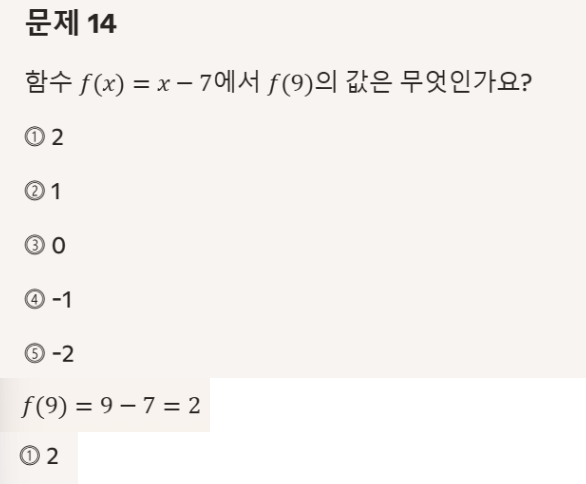 문제 14
함수 f(x) = x − 7에서 f(9)의 값은 무엇인가요?
① 2
② 1
③ 0
④ -1
⑤ -2
f(9) = 9 − 7 = 2
① 2